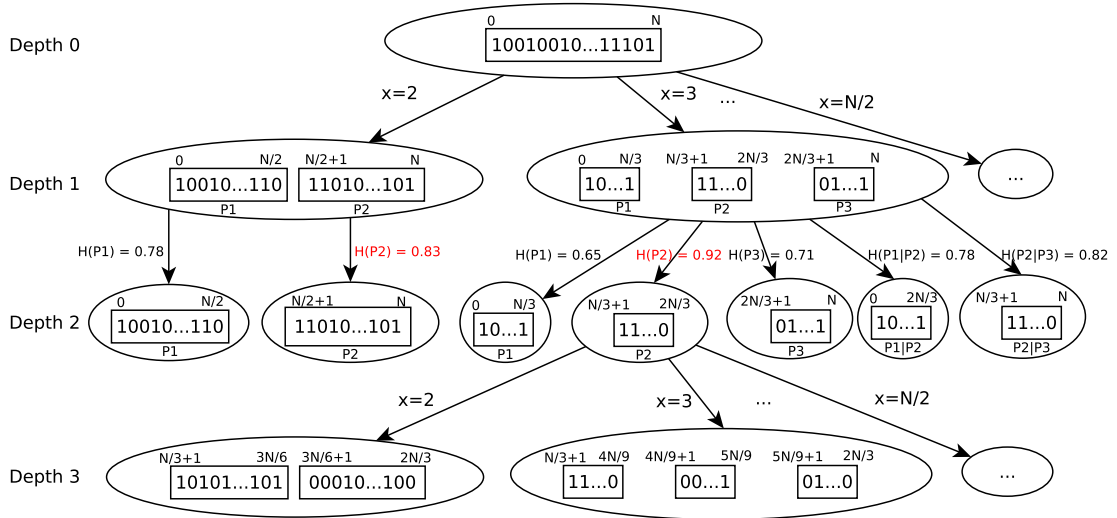 Depth 0
0 N
10010010...11101
x=2
x=3
...
x=N/2
Depth 1
0 N/2 N/2+1 N
10010...110 11010...101
P1 P2
0 N/3 N/3+1 2N/3 2N/3+1 N
10...1 11...0 01...1
P1 P2 P3
...
H(P1) = 0.78
H(P2) = 0.83
H(P1) = 0.65
H(P2) = 0.92
H(P3) = 0.71
H(P1|P2) = 0.78
H(P2|P3) = 0.82
Depth 2
0 N/2
10010...110
P1
N/2+1 N
11010...101
P2
0 N/3
10...1
P1
N/3+1 2N/3
11...0
P2
2N/3+1 N
01...1
P3
0 2N/3
10...1
P1|P2
N/3+1 N
11...0
P2|P3
x=2
x=3
...
x=N/2
Depth 3
N/3+1 3N/6 3N/6+1 2N/3
10101...101 00010...100
N/3+1 4N/9 4N/9+1 5N/9 5N/9+1 2N/3
11...0 00...1 01...0
...